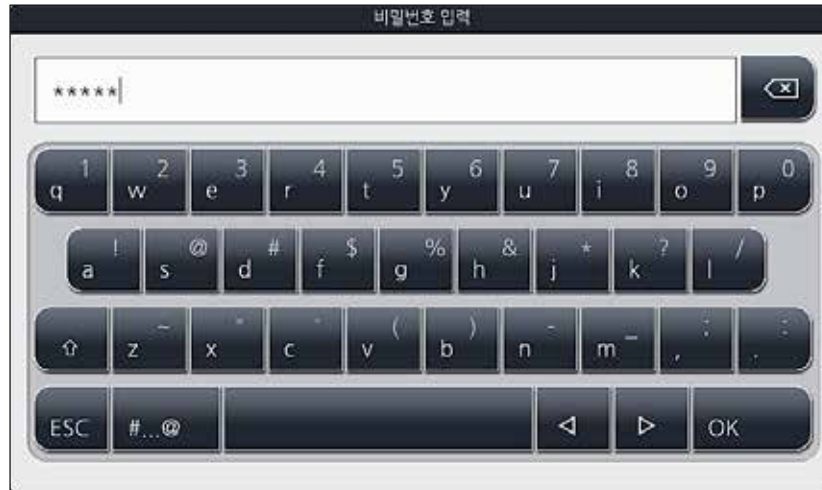 비밀번호 입력
*****
1 2 3 4 5 6 7 8 9 0
q w e r t y u i o p
! @ # $ % & * ? /
a s d f g h j k l
~ " ' ( ) - _ ; :
z x c v b n m , .
ESC #...@ OK